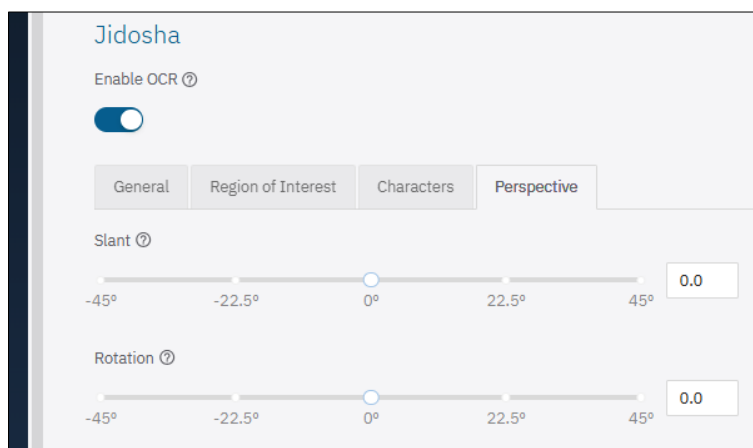 Jidosha
Enable OCR ?
General Region of Interest Characters Perspective
Slant ?
0.0
-45º -22.5º 0º 22.5º 45º
Rotation ?
0.0
-45º -22.5º 0º 22.5º 45º